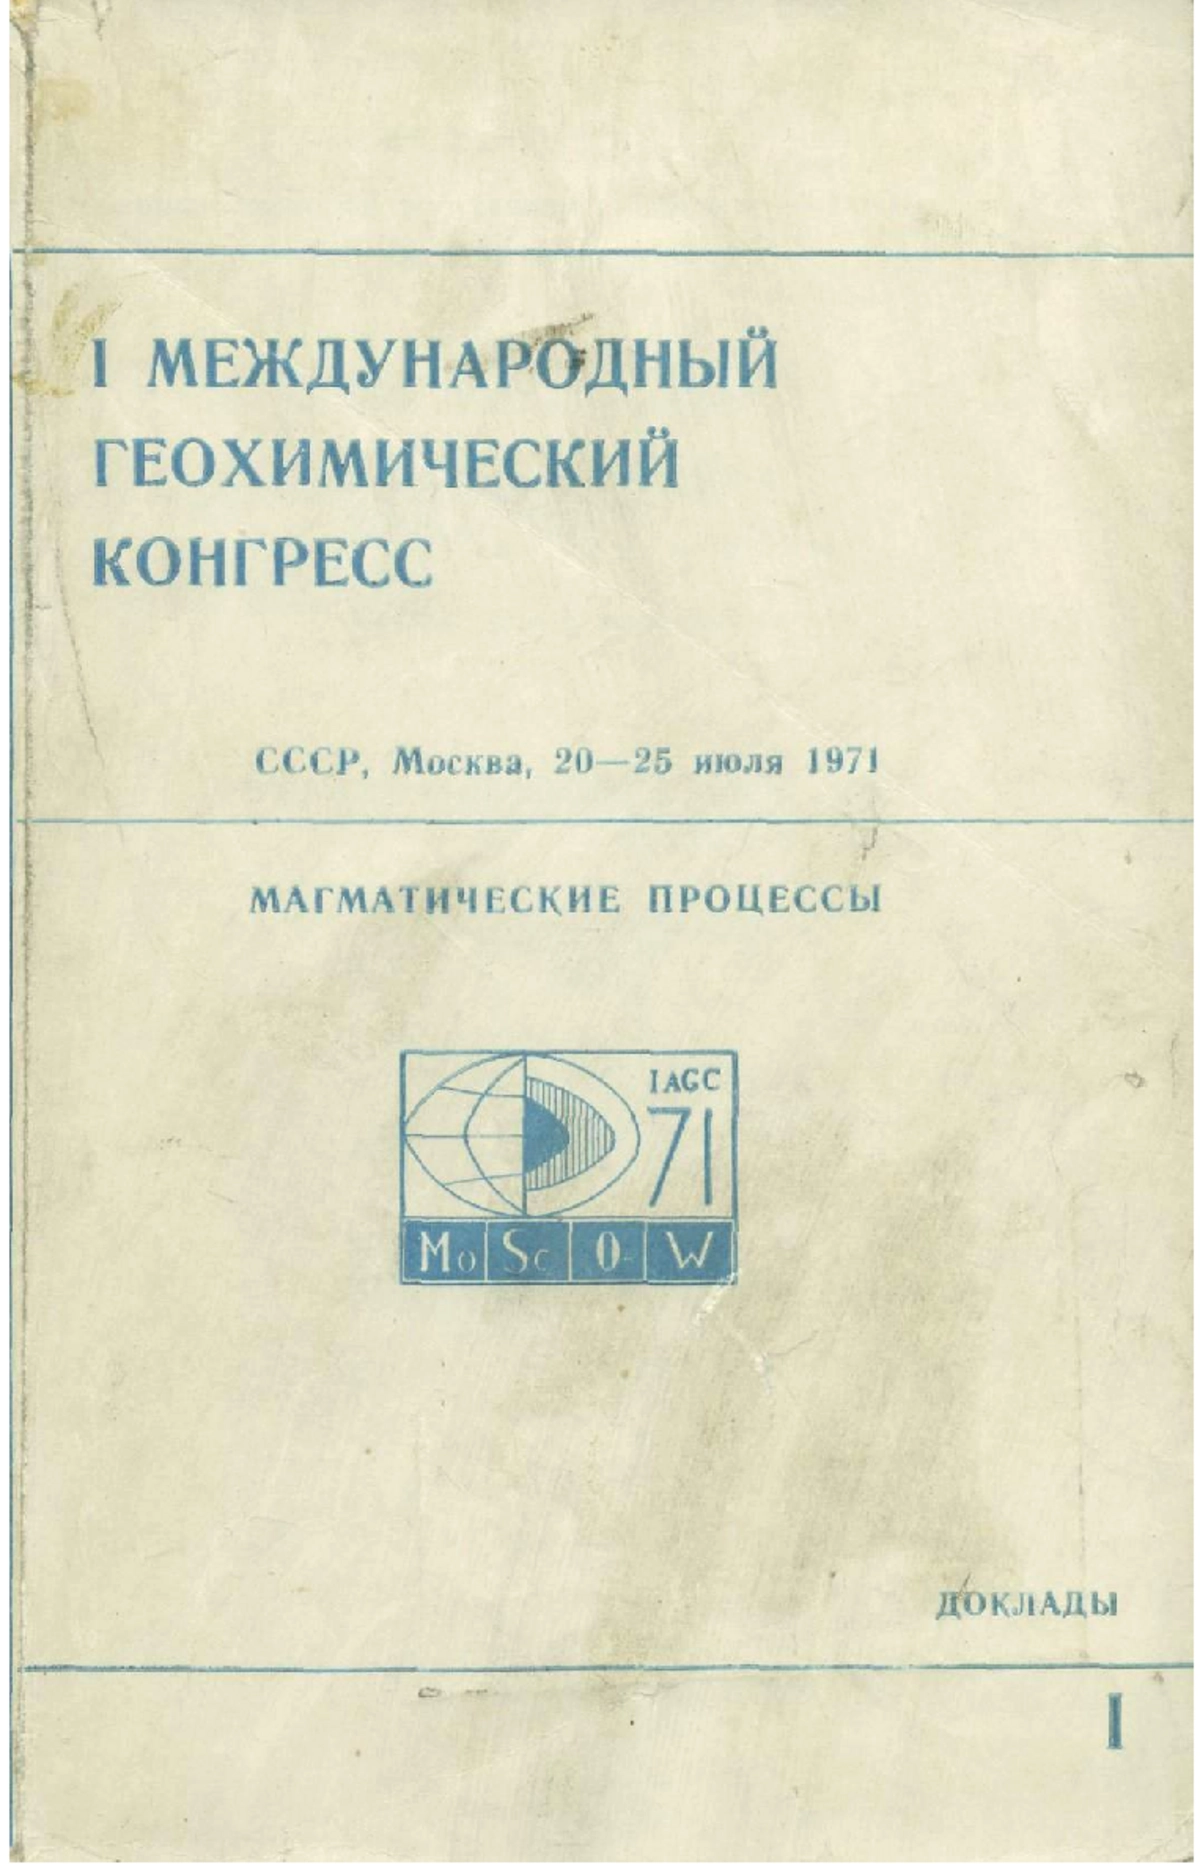 I МЕЖДУНАРОДНЫЙ
ГЕОХИМИЧЕСКИЙ
КОНГРЕСС
СССР, Москва, 20—25 июля 1971
МАГМАТИЧЕСКИЕ ПРОЦЕССЫ
IAGC
71
Mo Sc O- W
ДОКЛАДЫ
I